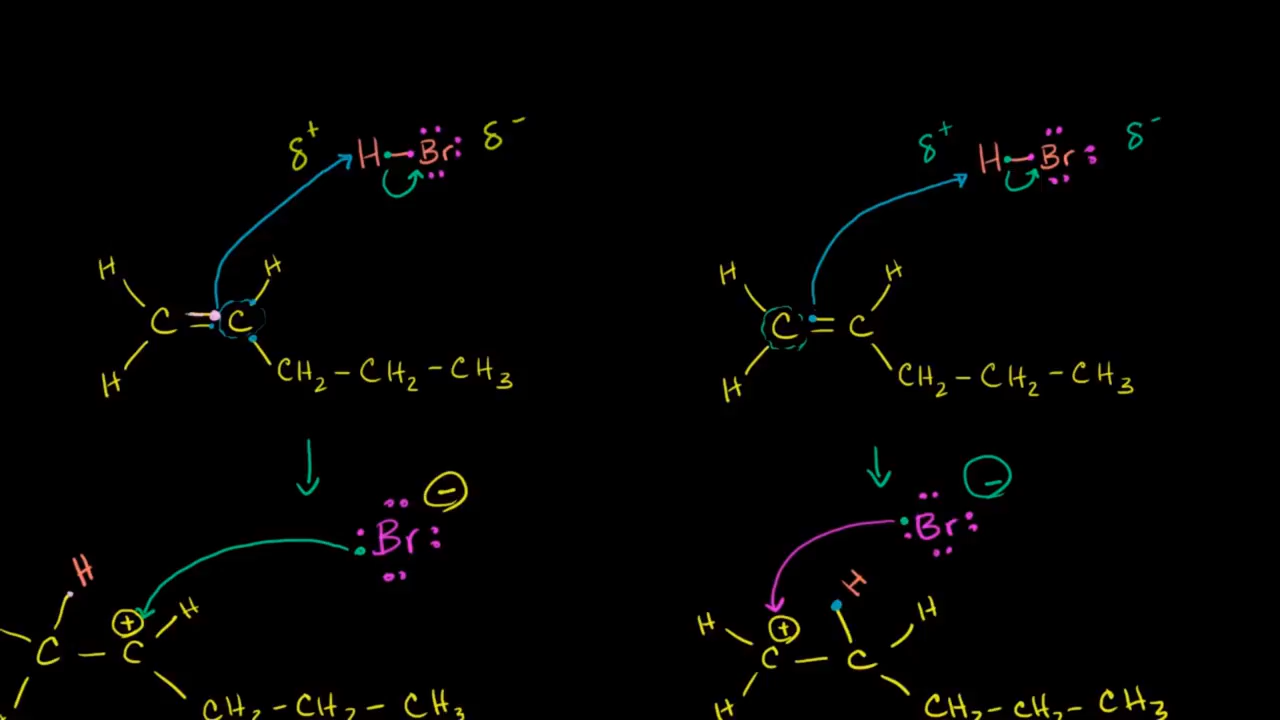 δ+ H–Br: δ-
δ+ H–Br: δ-
H H
C=C
H CH2–CH2–CH3
H H
C=C
H CH2–CH2–CH3
:Br: −
:Br: −
H
+ H
C–C
CH2–CH2–CH3
H
H + H
C–C
H CH2–CH2–CH3